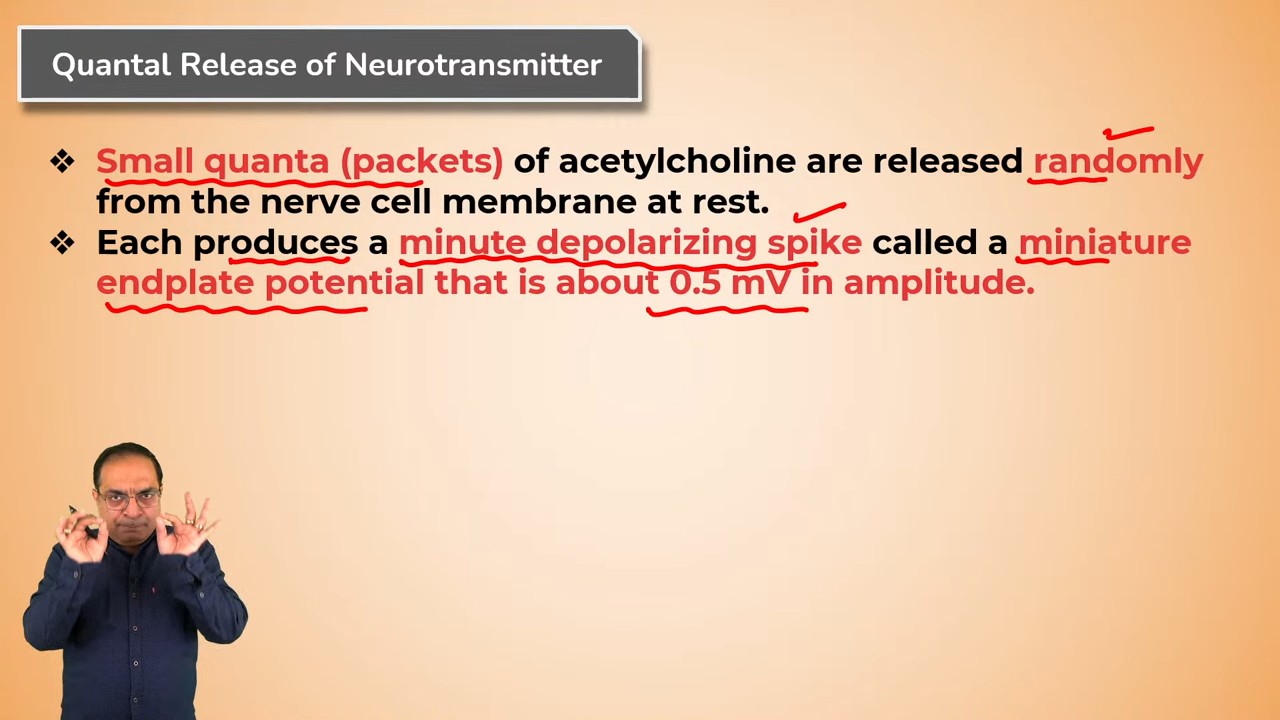 Quantal Release of Neurotransmitter
❖ Small quanta (packets) of acetylcholine are released randomly
from the nerve cell membrane at rest.
❖ Each produces a minute depolarizing spike called a miniature
endplate potential that is about 0.5 mV in amplitude.